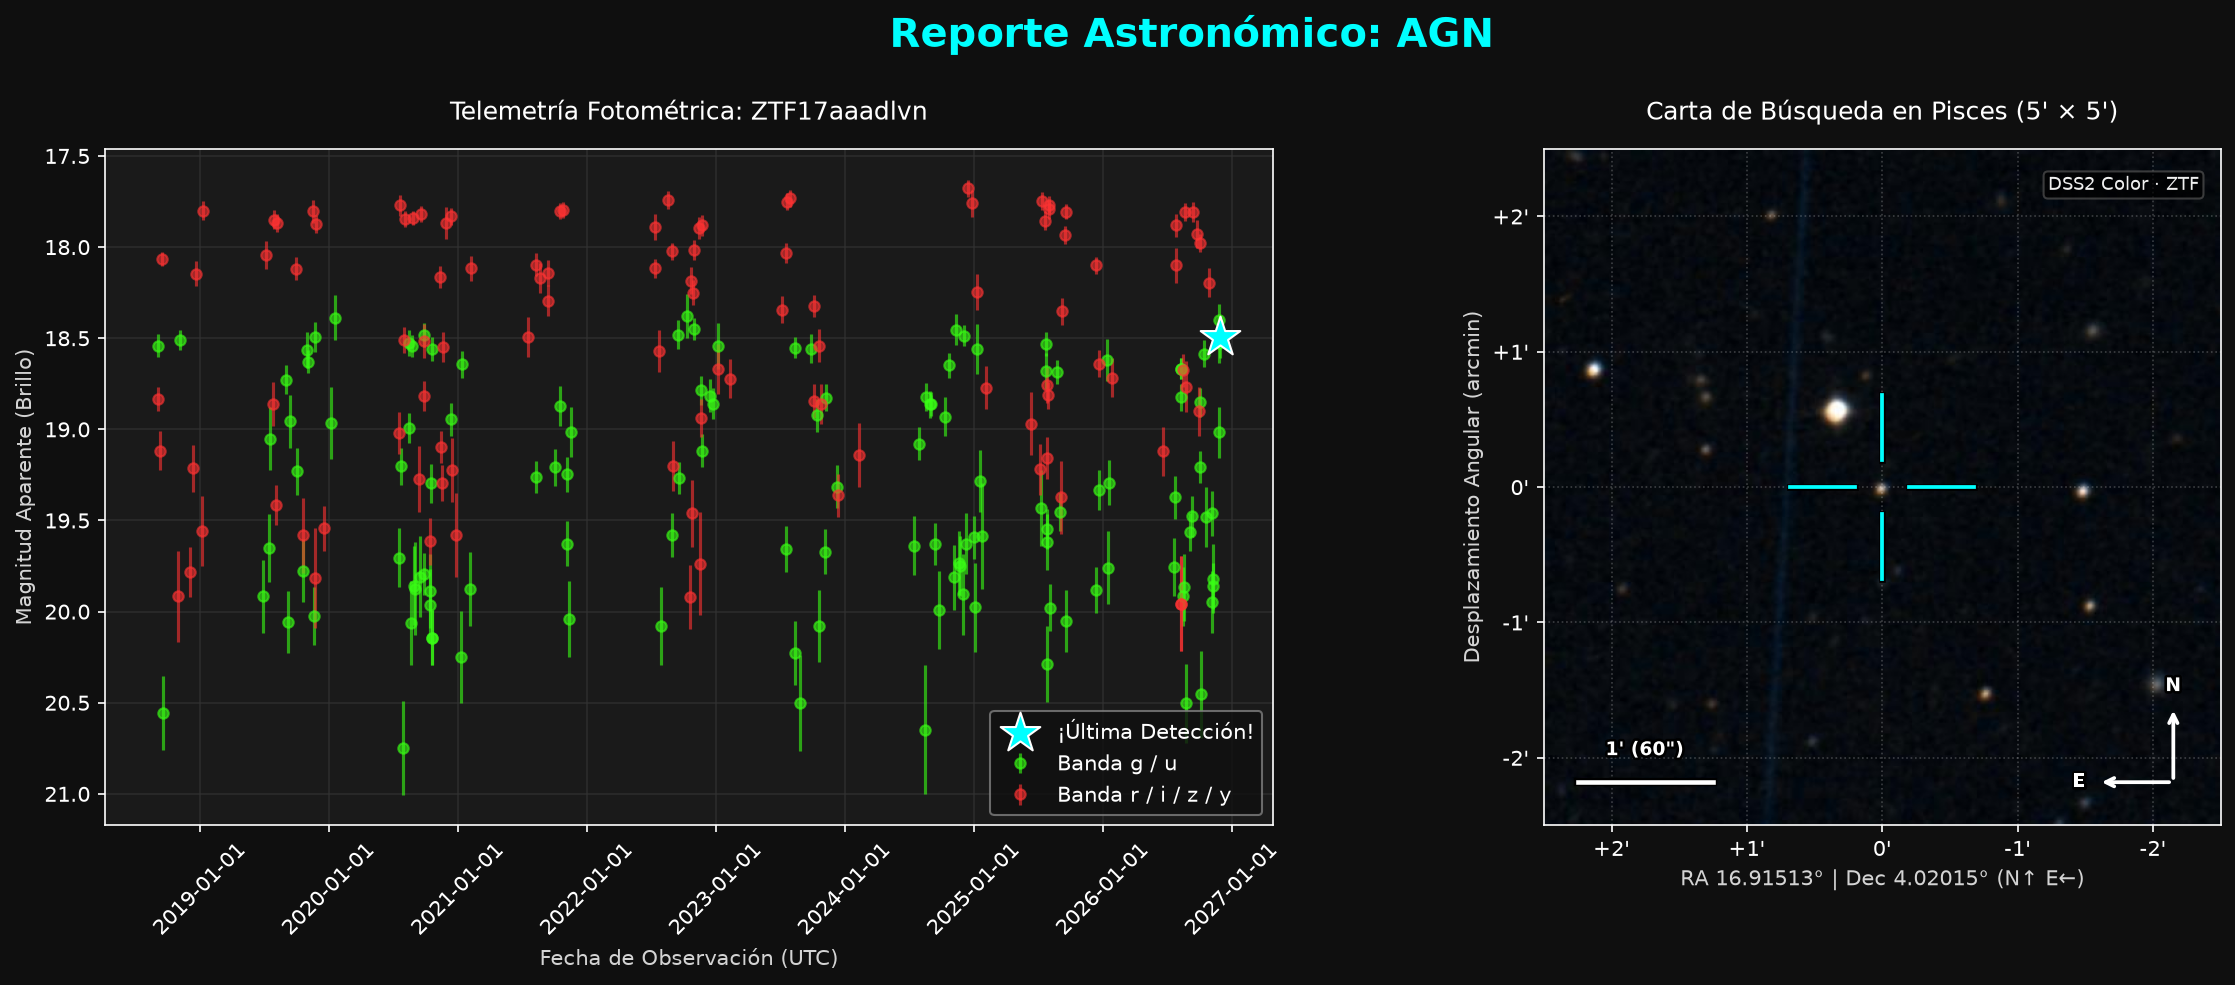 Reporte Astronómico: AGN
Telemetría Fotométrica: ZTF17aaadlvn
Magnitud Aparente (Brillo)
17.5
18.0
18.5
19.0
19.5
20.0
20.5
21.0
¡Última Detección!
Banda g / u
Banda r / i / z / y
2019-01-01
2020-01-01
2021-01-01
2022-01-01
2023-01-01
2024-01-01
2025-01-01
2026-01-01
2027-01-01
Fecha de Observación (UTC)
Carta de Búsqueda en Pisces (5' × 5')
DSS2 Color · ZTF
Desplazamiento Angular (arcmin)
+2'
+1'
0'
-1'
-2'
N
E
1' (60")
+2'
+1'
0'
-1'
-2'
RA 16.91513° | Dec 4.02015° (N↑ E←)